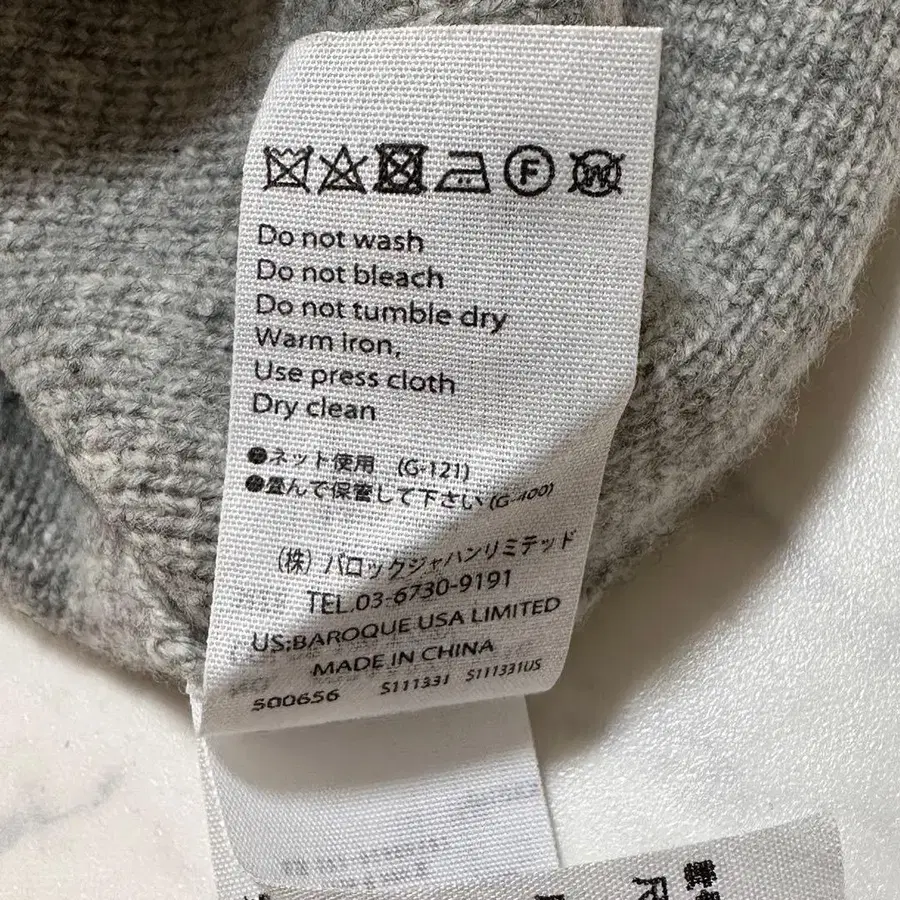 F W
Do not wash
Do not bleach
Do not tumble dry
Warm iron,
Use press cloth
Dry clean
●ネット使用 (G-121)
●畳んで保管して下さい (G-400)
(株) バロックジャパンリミテッド
TEL.03-6730-9191
US:BAROQUE USA LIMITED
MADE IN CHINA
500656 S111331 S111331US